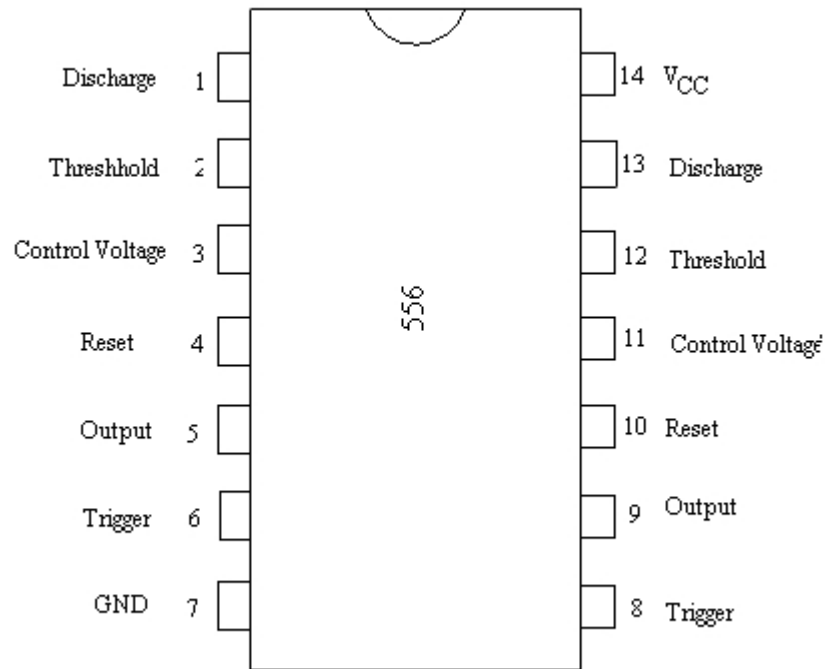 Discharge 1
14 VCC
Threshhold 2
13 Discharge
Control Voltage 3
12 Threshold
556
Reset 4
11 Control Voltage
Output 5
10 Reset
Trigger 6
9 Output
GND 7
8 Trigger